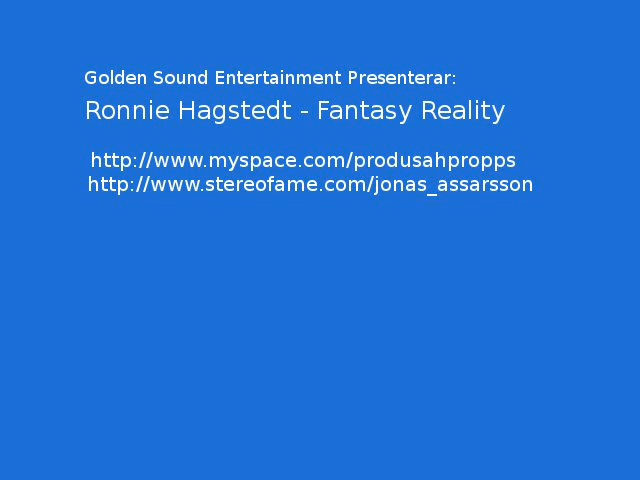 Golden Sound Entertainment Presenterar:
Ronnie Hagstedt - Fantasy Reality
http://www.myspace.com/produsahpropps
http://www.stereofame.com/jonas_assarsson